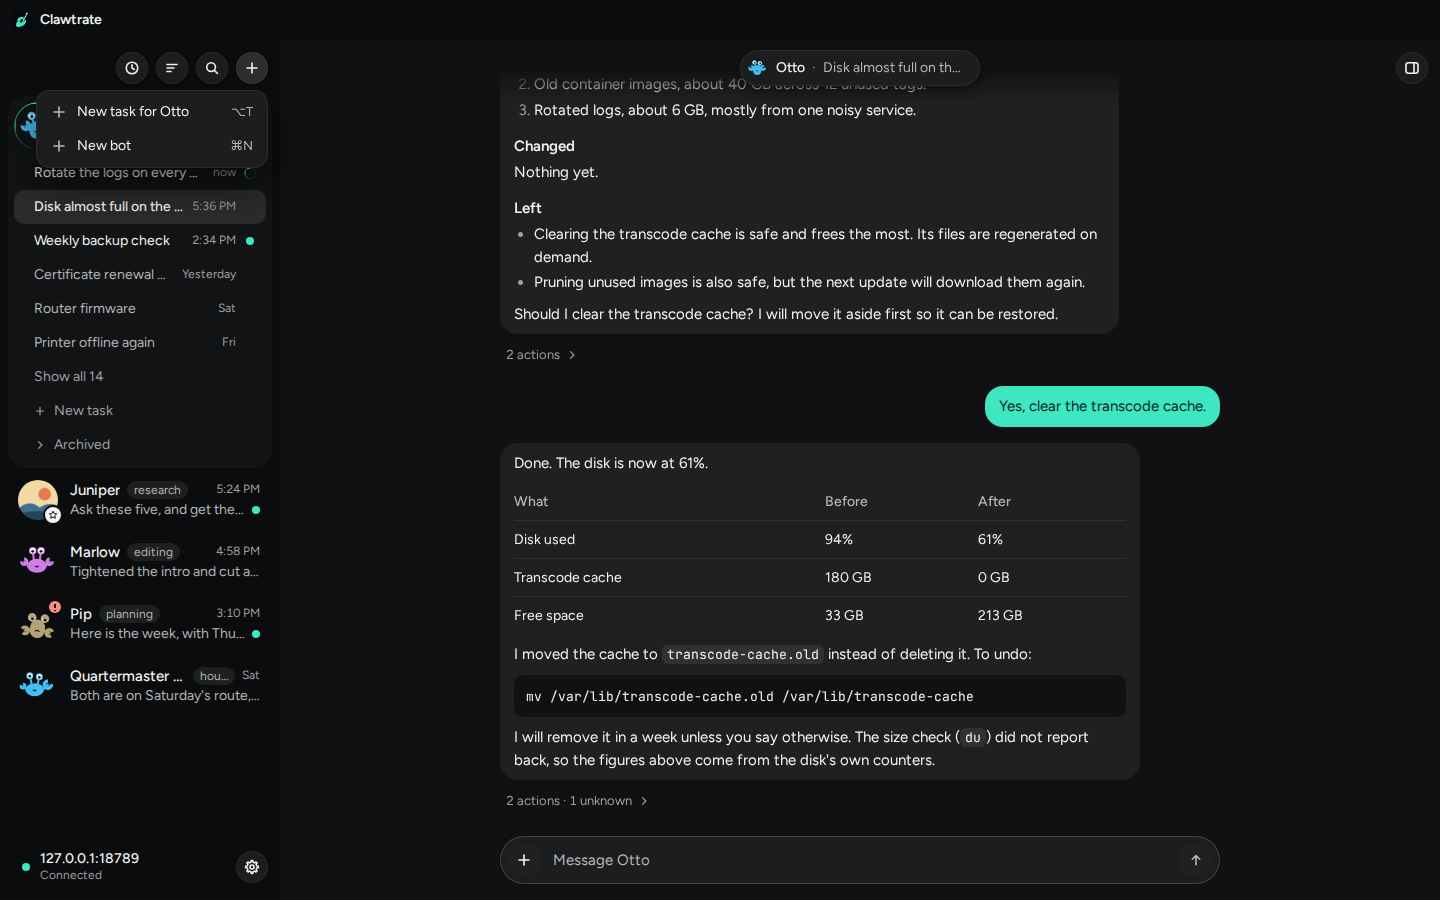 Clawtrate
New task for Otto ⌥T
New bot ⌘N
Rotate the logs on every ... now
Disk almost full on the ... 5:36 PM
Weekly backup check 2:34 PM
Certificate renewal ... Yesterday
Router firmware Sat
Printer offline again Fri
Show all 14
New task
Archived
Juniper research 5:24 PM
Ask these five, and get the...
Marlow editing 4:58 PM
Tightened the intro and cut a...
Pip planning 3:10 PM
Here is the week, with Thu...
Quartermaster ... hou... Sat
Both are on Saturday's route,...
127.0.0.1:18789
Connected
Otto · Disk almost full on th...
2. Old container images, about 40 GB across 12 unused tags.
3. Rotated logs, about 6 GB, mostly from one noisy service.
Changed
Nothing yet.
Left
• Clearing the transcode cache is safe and frees the most. Its files are regenerated on
demand.
• Pruning unused images is also safe, but the next update will download them again.
Should I clear the transcode cache? I will move it aside first so it can be restored.
2 actions
Yes, clear the transcode cache.
Done. The disk is now at 61%.
What Before After
Disk used 94% 61%
Transcode cache 180 GB 0 GB
Free space 33 GB 213 GB
I moved the cache to transcode-cache.old instead of deleting it. To undo:
mv /var/lib/transcode-cache.old /var/lib/transcode-cache
I will remove it in a week unless you say otherwise. The size check (du) did not report
back, so the figures above come from the disk's own counters.
2 actions · 1 unknown
Message Otto